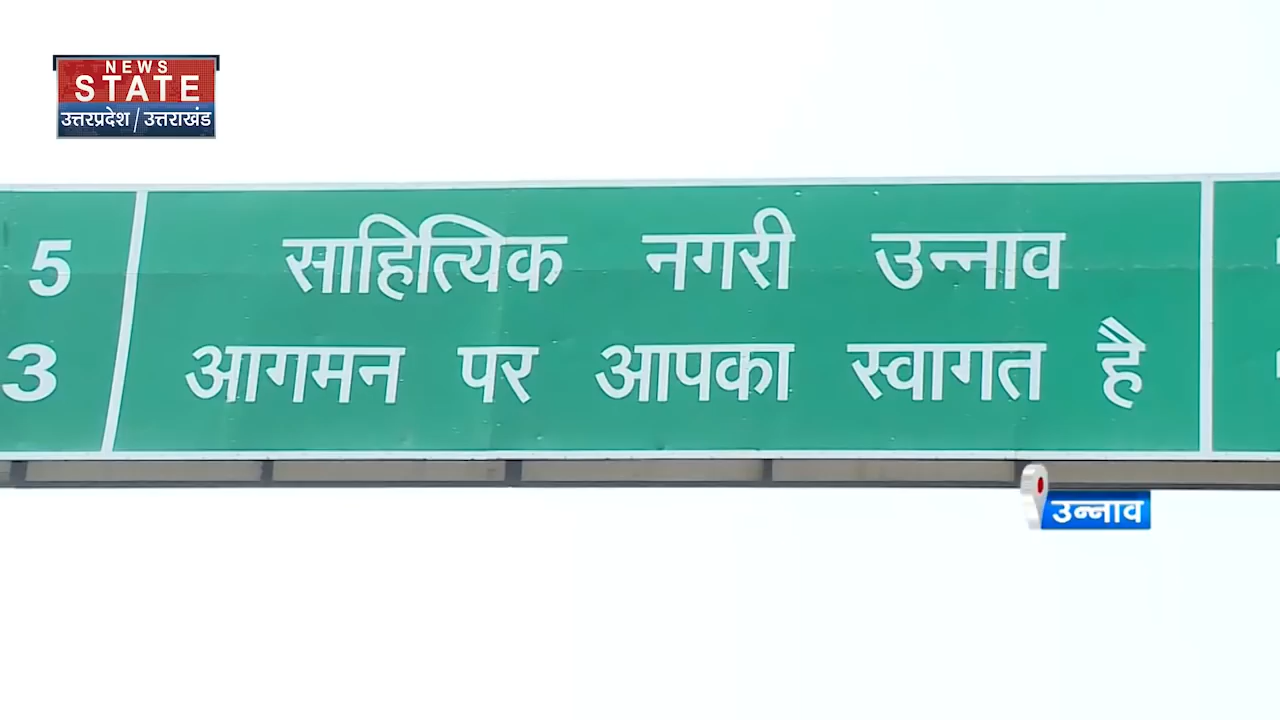 NEWS
STATE
उत्तरप्रदेश / उत्तराखंड
5
3
साहित्यिक नगरी उन्नाव
आगमन पर आपका स्वागत है
उन्नाव